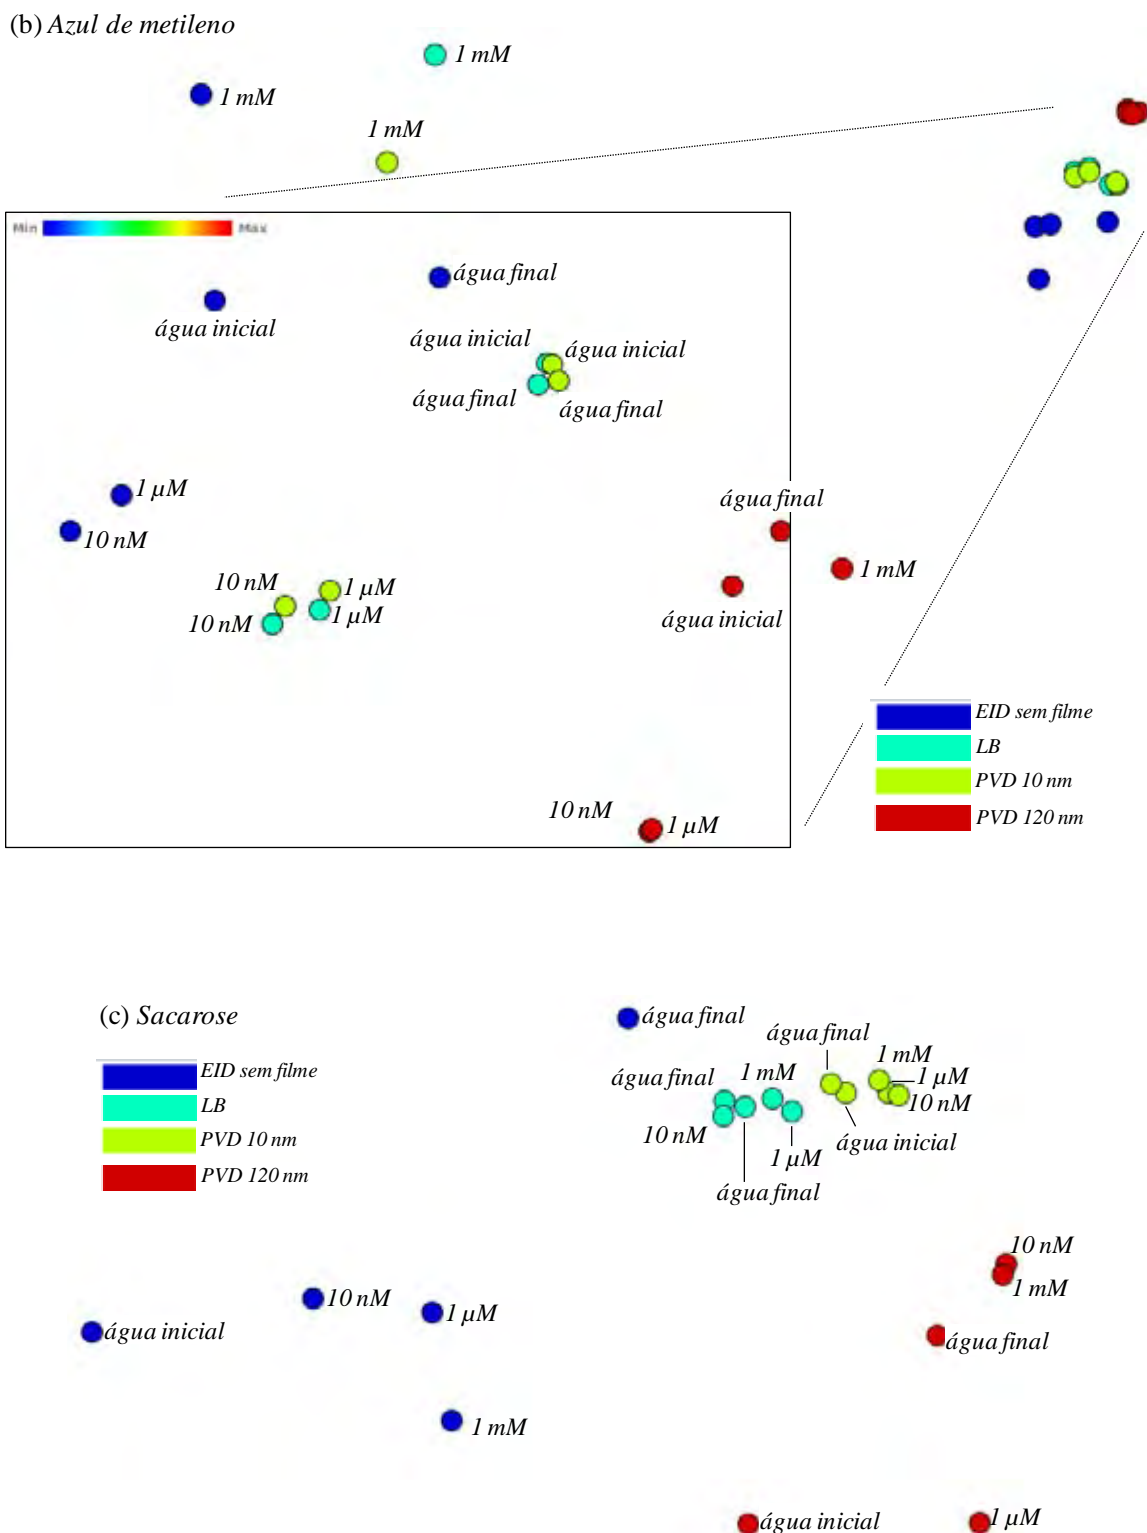 (b) Azul de metileno
1 mM
1 mM
1 mM
Min Max
água final
água inicial
água inicial
água inicial
água final
água final
1 µM
10 nM
água final
1 mM
10 nM
1 µM
10 nM
1 µM
água inicial
EID sem filme
LB
PVD 10 nm
PVD 120 nm
10 nM
1 µM
(c) Sacarose
água final
água final
1 mM
EID sem filme
água final
1 mM
1 µM
LB
10 nM
10 nM
PVD 10 nm
água inicial
1 µM
PVD 120 nm
água final
10 nM
1 mM
10 nM
1 µM
água inicial
água final
1 mM
água inicial
1 µM